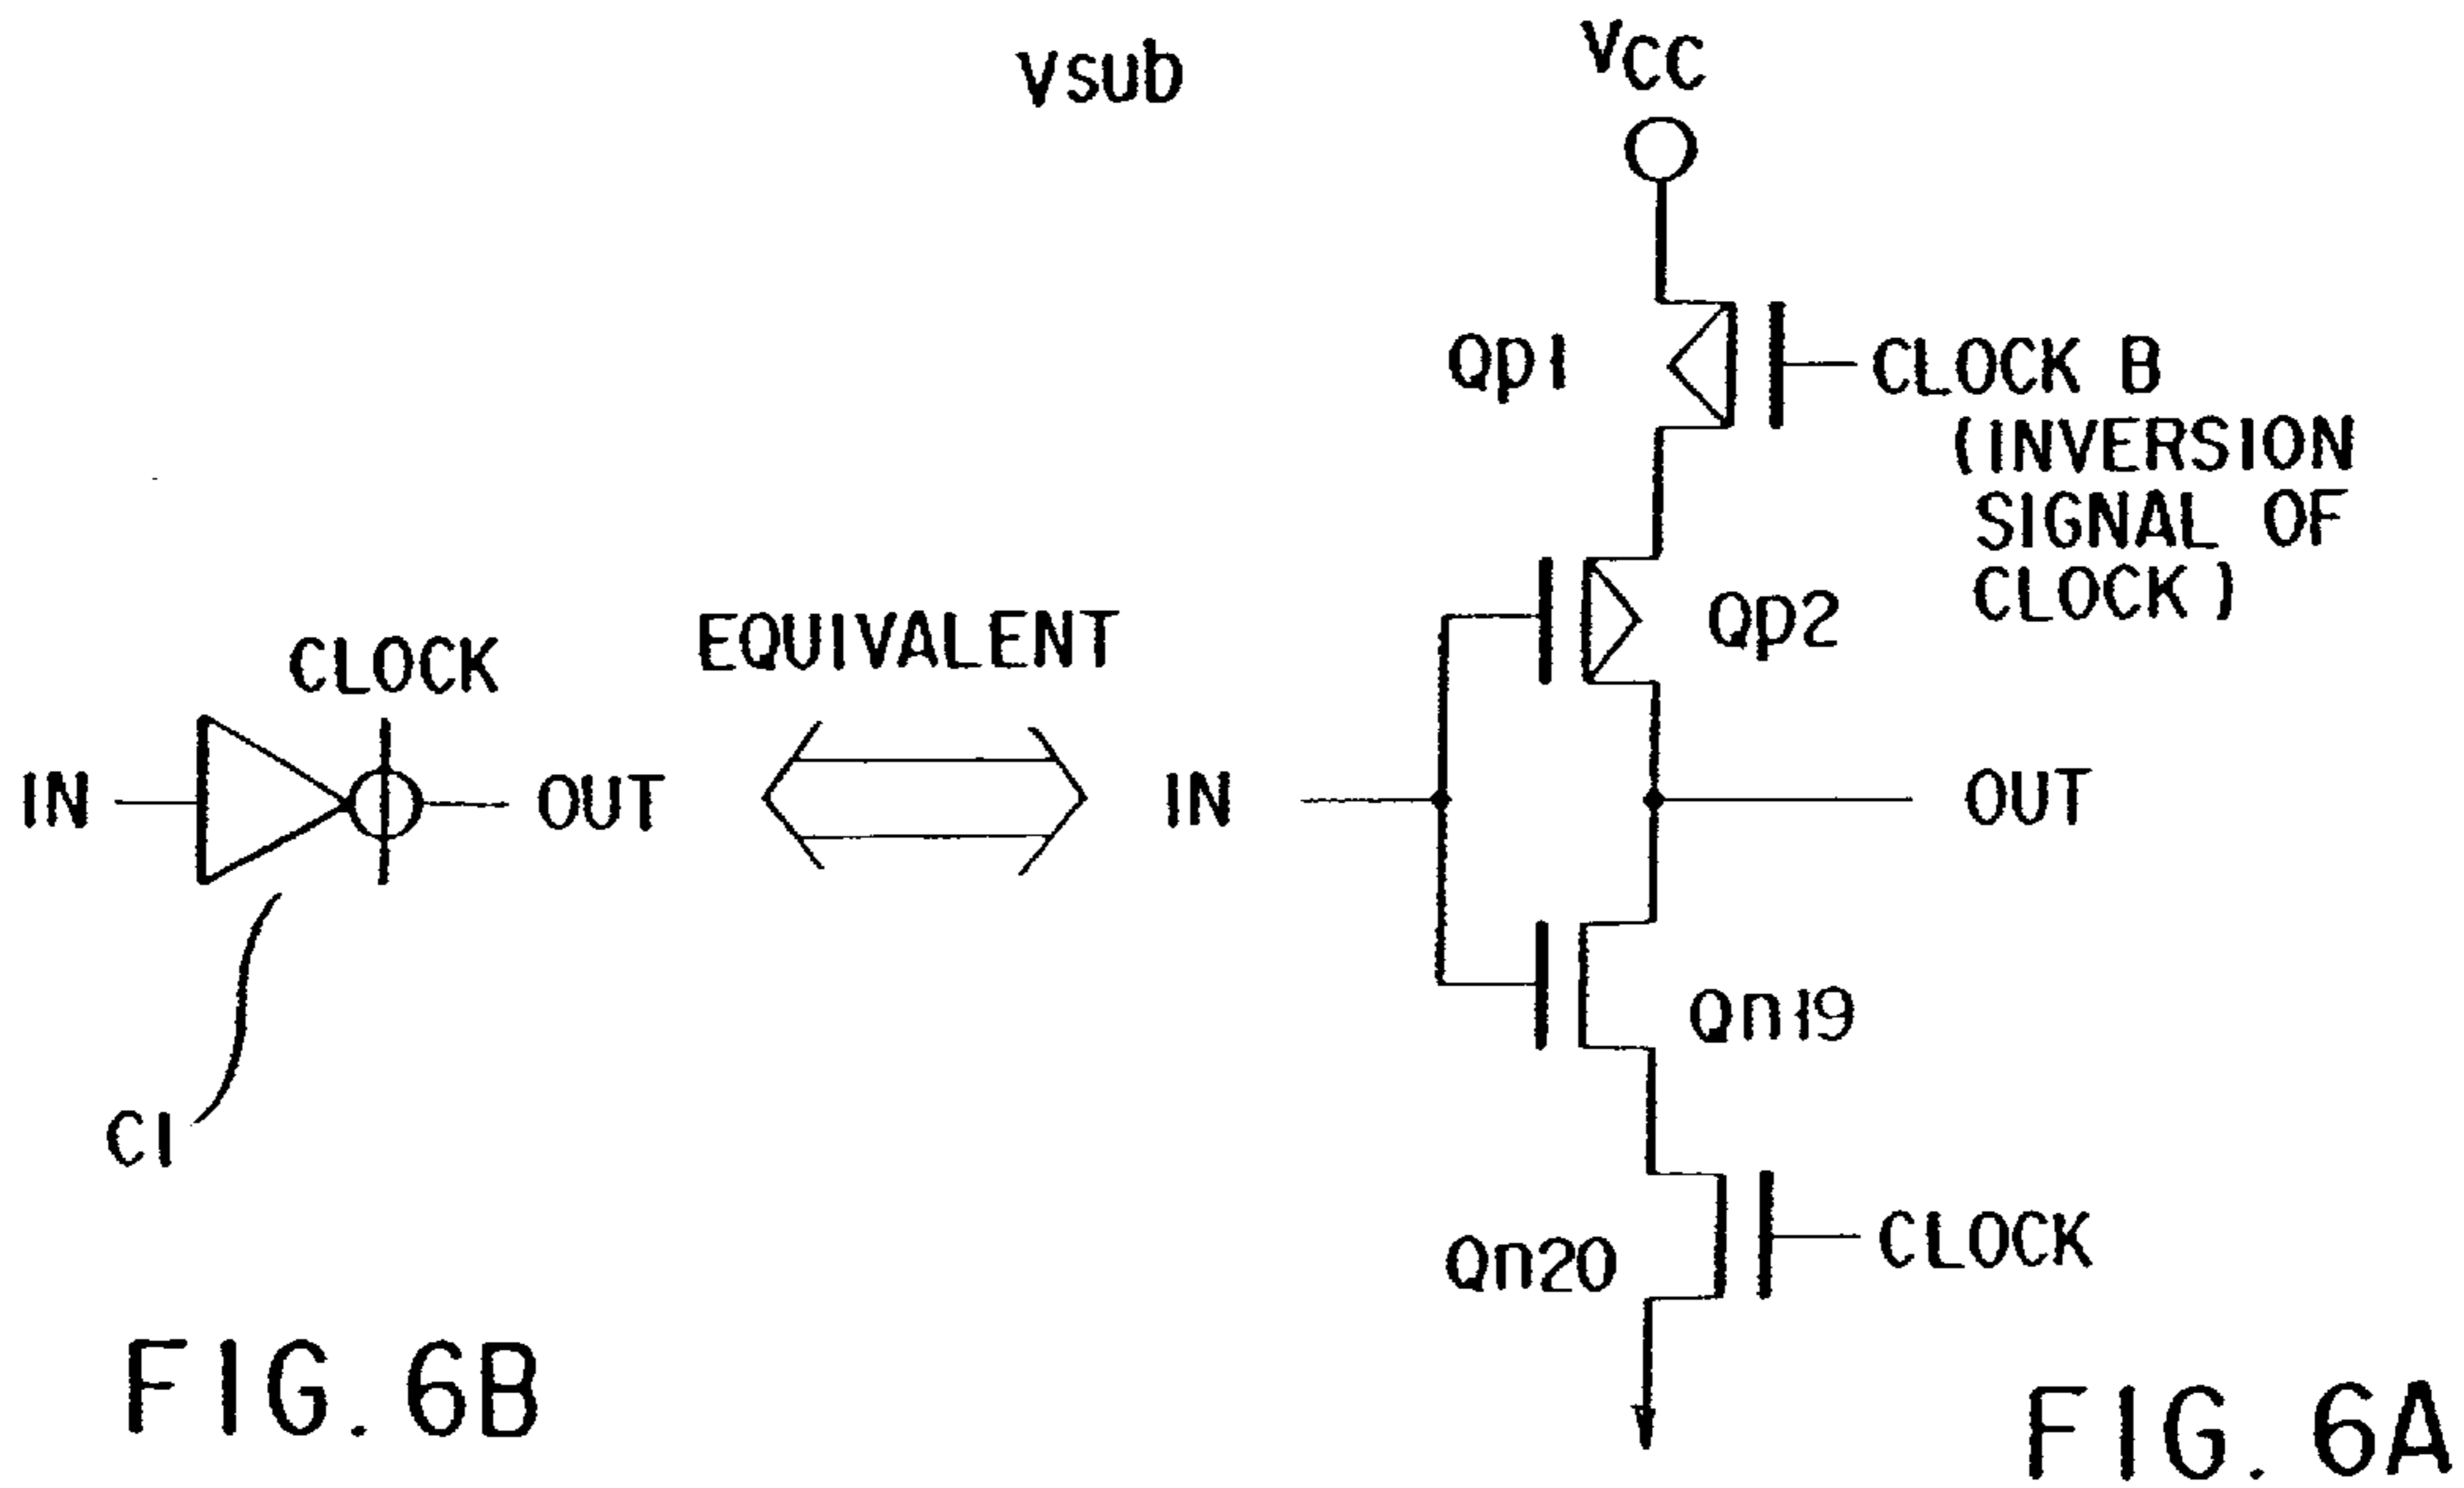 Vsub
VCC
Qp1
CLOCK B
(INVERSION
SIGNAL OF
CLOCK)
Qp2
EQUIVALENT
CLOCK
IN
OUT
IN
OUT
Qn19
C1
Qn20
CLOCK
FIG. 6B
FIG. 6A